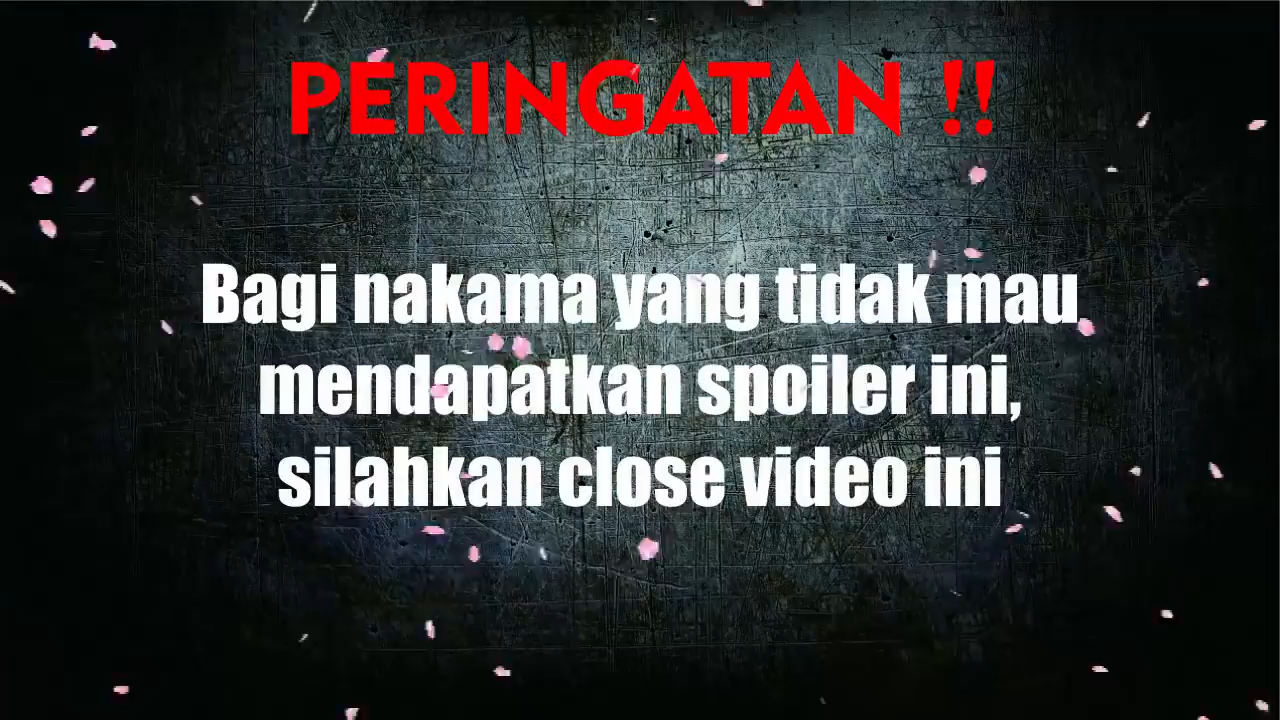 PERINGATAN !!
Bagi nakama yang tidak mau
mendapatkan spoiler ini,
silahkan close video ini